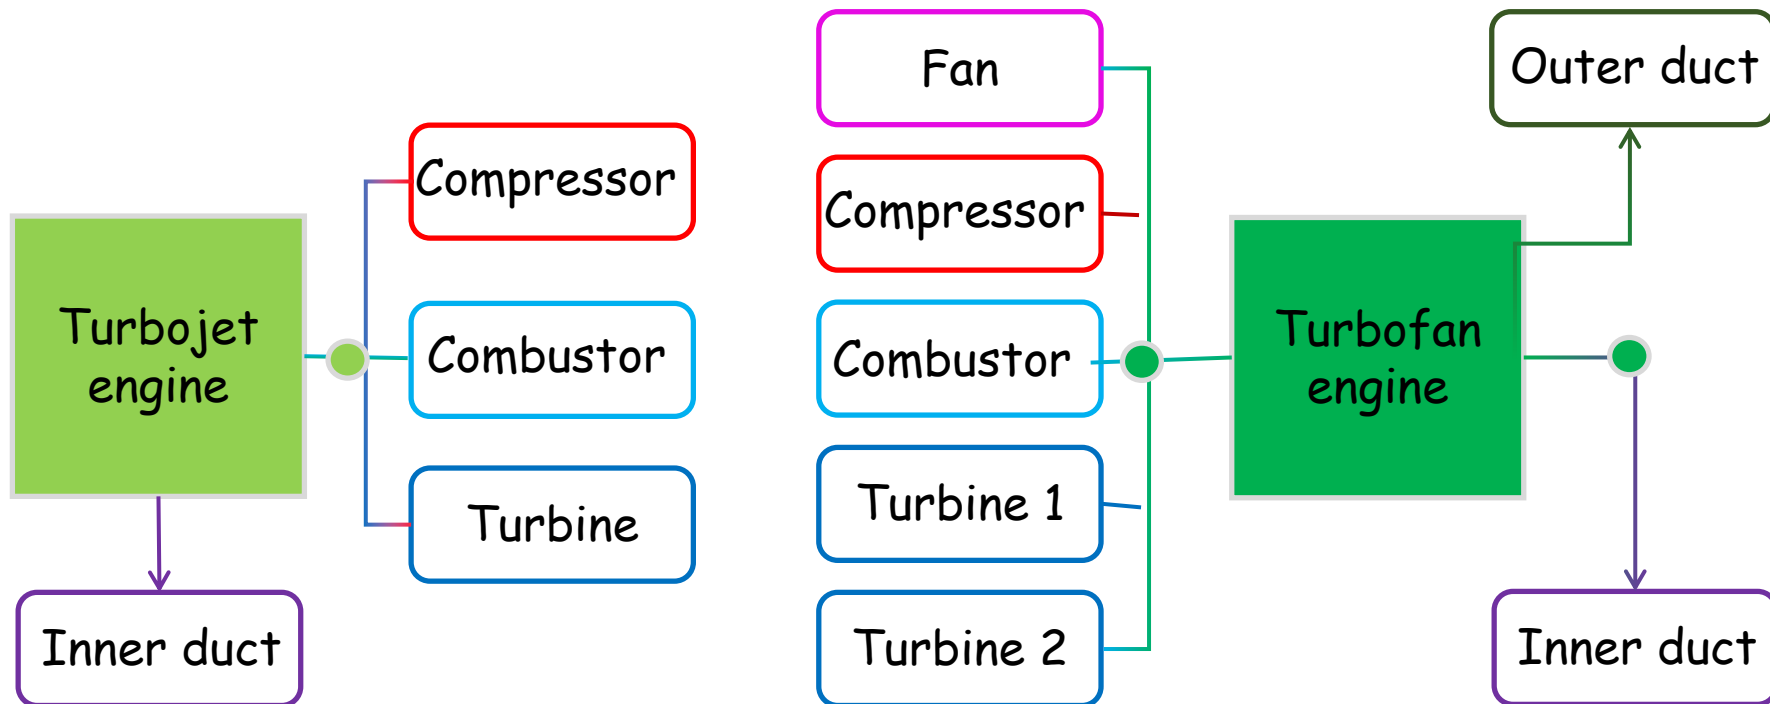 Turbojet
engine
Compressor
Combustor
Turbine
Inner duct
Fan
Compressor
Combustor
Turbine 1
Turbine 2
Turbofan
engine
Outer duct
Inner duct